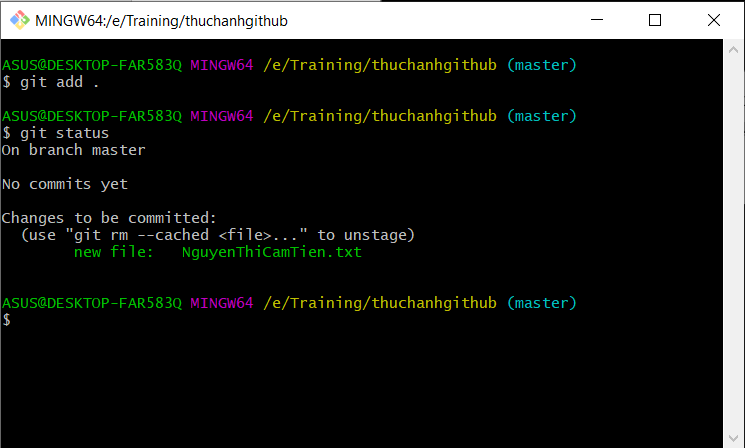 MINGW64:/e/Training/thuchanhgithub
ASUS@DESKTOP-FAR583Q MINGW64 /e/Training/thuchanhgithub (master)
$ git add .
ASUS@DESKTOP-FAR583Q MINGW64 /e/Training/thuchanhgithub (master)
$ git status
On branch master
No commits yet
Changes to be committed:
  (use "git rm --cached <file>..." to unstage)
        new file:   NguyenThiCamTien.txt
ASUS@DESKTOP-FAR583Q MINGW64 /e/Training/thuchanhgithub (master)
$